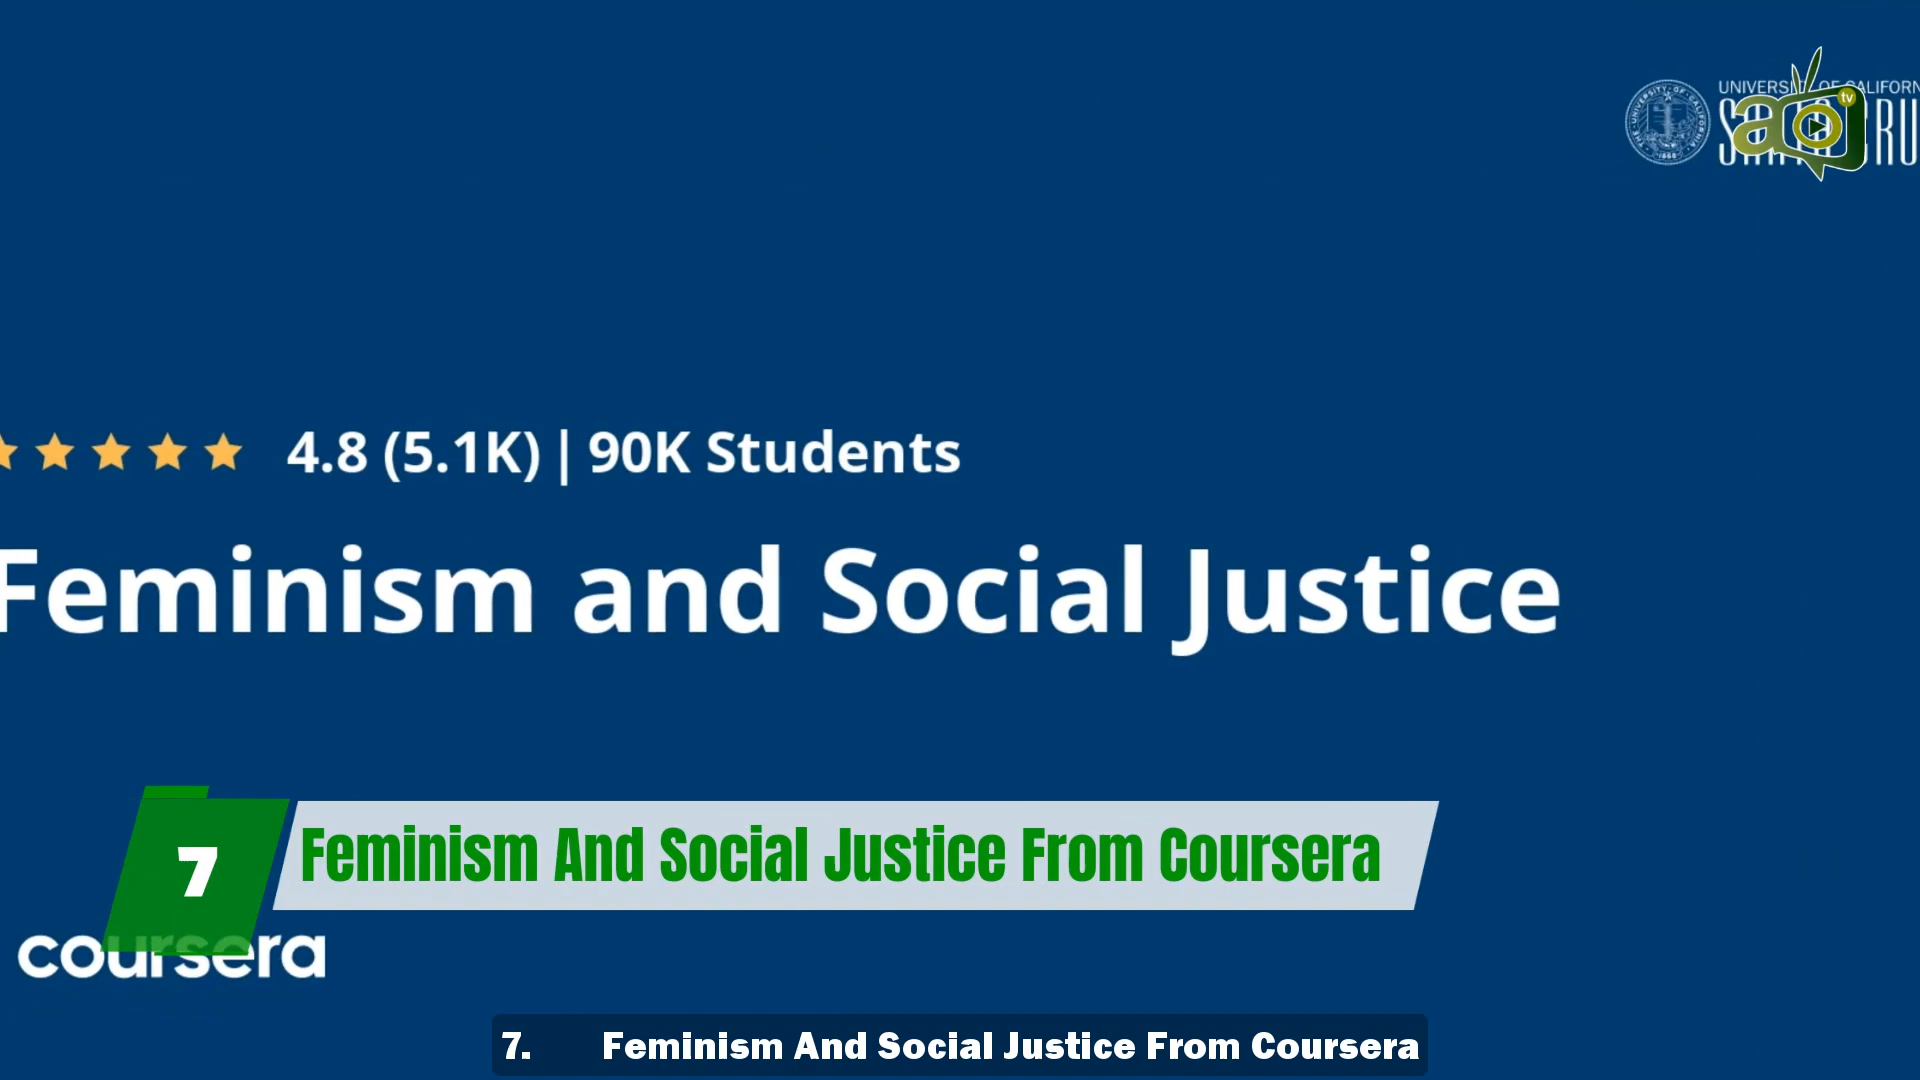 UNIVERSITY OF CALIFORN
tv
4.8 (5.1K) | 90K Students
Feminism and Social Justice
7
Feminism And Social Justice From Coursera
coursera
7. Feminism And Social Justice From Coursera